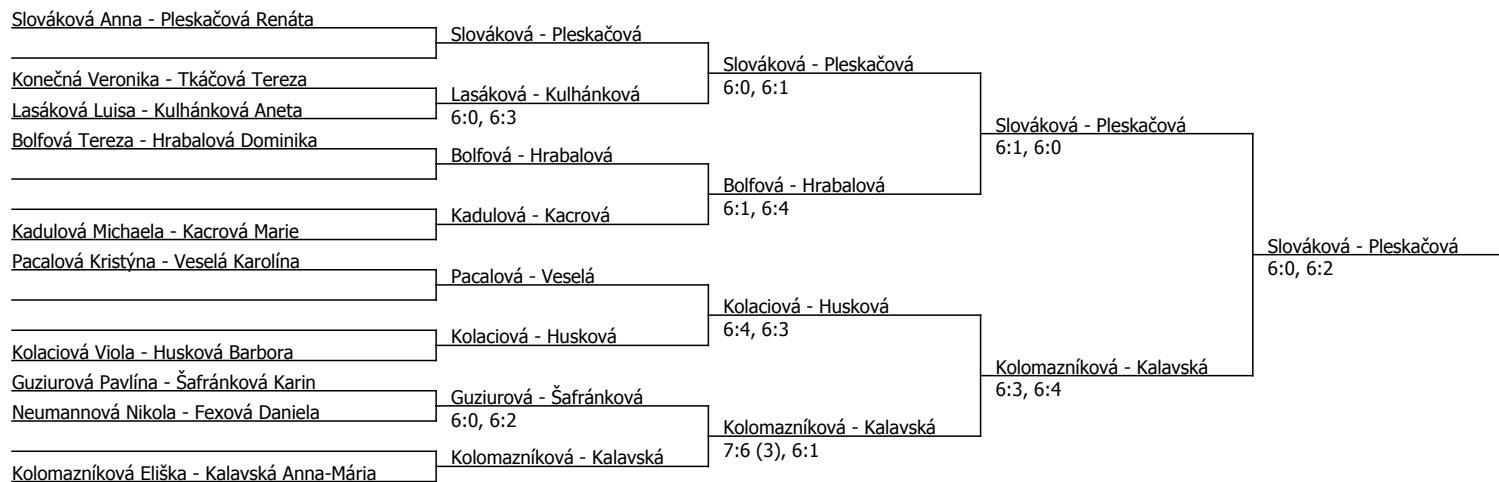 Slováková Anna - Pleskačová Renáta
Konečná Veronika - Tkáčová Tereza
Lasáková Luisa - Kulhánková Aneta
Bolfová Tereza - Hrabalová Dominika
Kadulová Michaela - Kacrová Marie
Pacalová Kristýna - Veselá Karolína
Kolaciová Viola - Husková Barbora
Guziurová Pavlína - Šafránková Karin
Neumannová Nikola - Fexová Daniela
Kolomazníková Eliška - Kalavská Anna-Mária
Slováková - Pleskačová
Lasáková - Kulhánková
6:0, 6:3
Bolfová - Hrabalová
Kadulová - Kacrová
Pacalová - Veselá
Kolaciová - Husková
Guziurová - Šafránková
6:0, 6:2
Kolomazníková - Kalavská
Slováková - Pleskačová
6:0, 6:1
Bolfová - Hrabalová
6:1, 6:4
Kolaciová - Husková
6:4, 6:3
Kolomazníková - Kalavská
7:6 (3), 6:1
Slováková - Pleskačová
6:1, 6:0
Kolomazníková - Kalavská
6:3, 6:4
Slováková - Pleskačová
6:0, 6:2